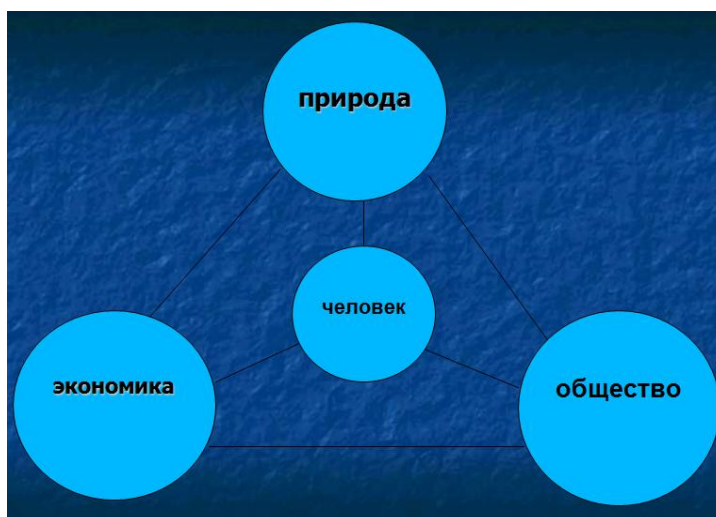 природа
человек
экономика
общество